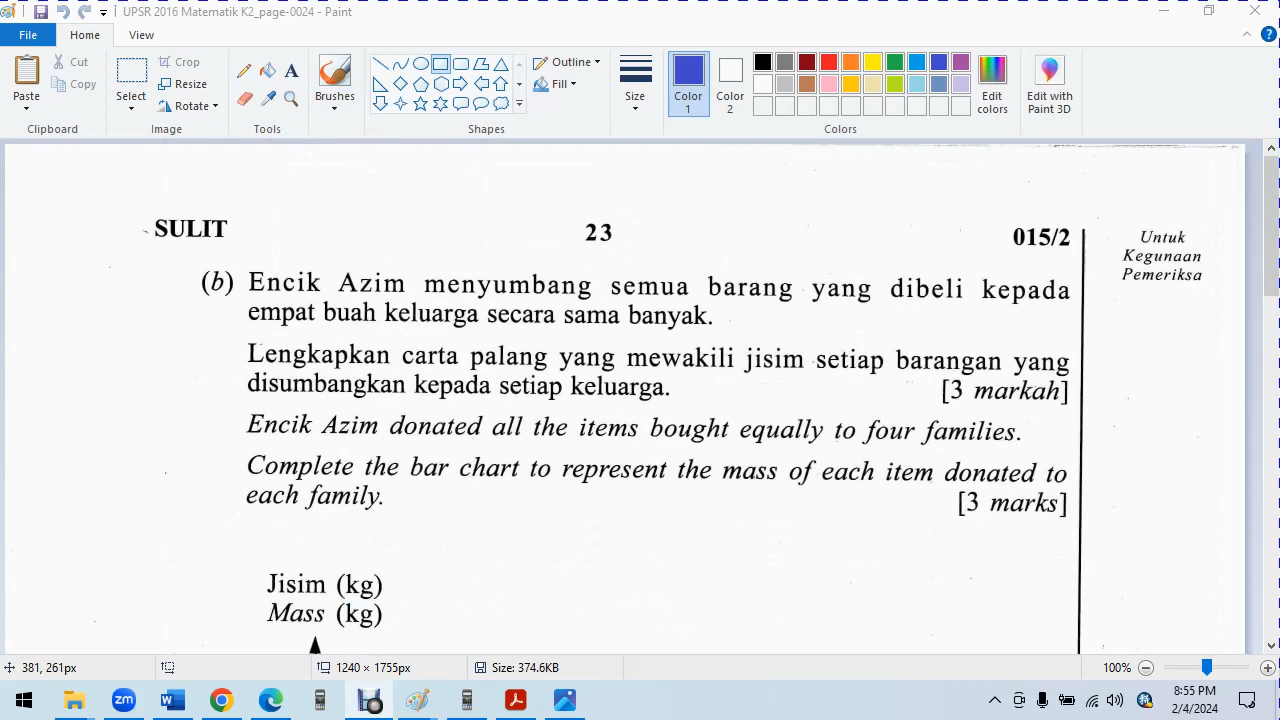 UPSR 2016 Matematik K2_page-0024 - Paint
File Home View
Paste
Cut
Copy
Clipboard
Select
Crop
Resize
Rotate
Image
Tools
Brushes
Shapes
Outline
Fill
Size
Color 1
Color 2
Edit colors
Colors
Edit with Paint 3D
SULIT 23 015/2
Untuk
Kegunaan
Pemeriksa
(b) Encik Azim menyumbang semua barang yang dibeli kepada
empat buah keluarga secara sama banyak.
Lengkapkan carta palang yang mewakili jisim setiap barangan yang
disumbangkan kepada setiap keluarga. [3 markah]
Encik Azim donated all the items bought equally to four families.
Complete the bar chart to represent the mass of each item donated to
each family. [3 marks]
Jisim (kg)
Mass (kg)
381, 261px 1240 × 1755px Size: 374.6KB 100%
zm W
8:55 PM
2/4/2024